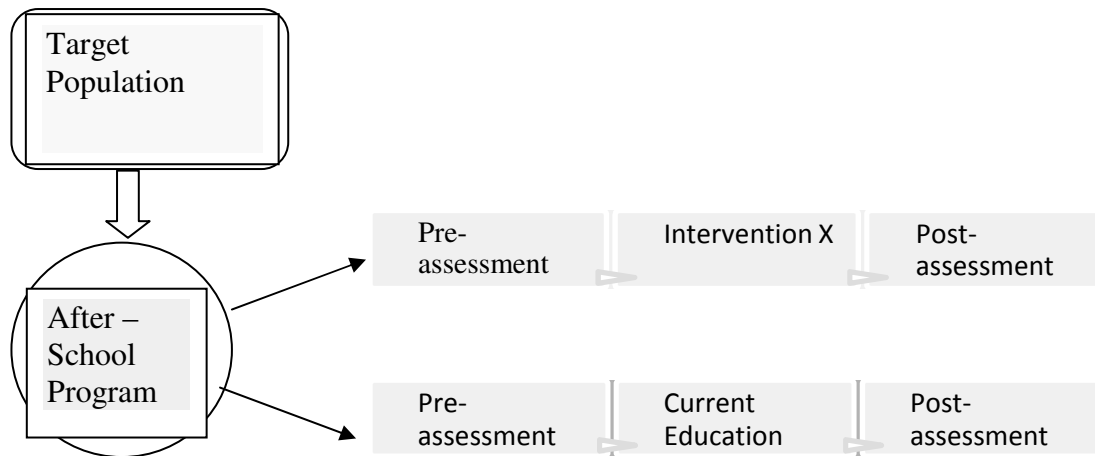 Target
Population
Pre-
assessment
Intervention X
Post-
assessment
After –
School
Program
Pre-
assessment
Current
Education
Post-
assessment